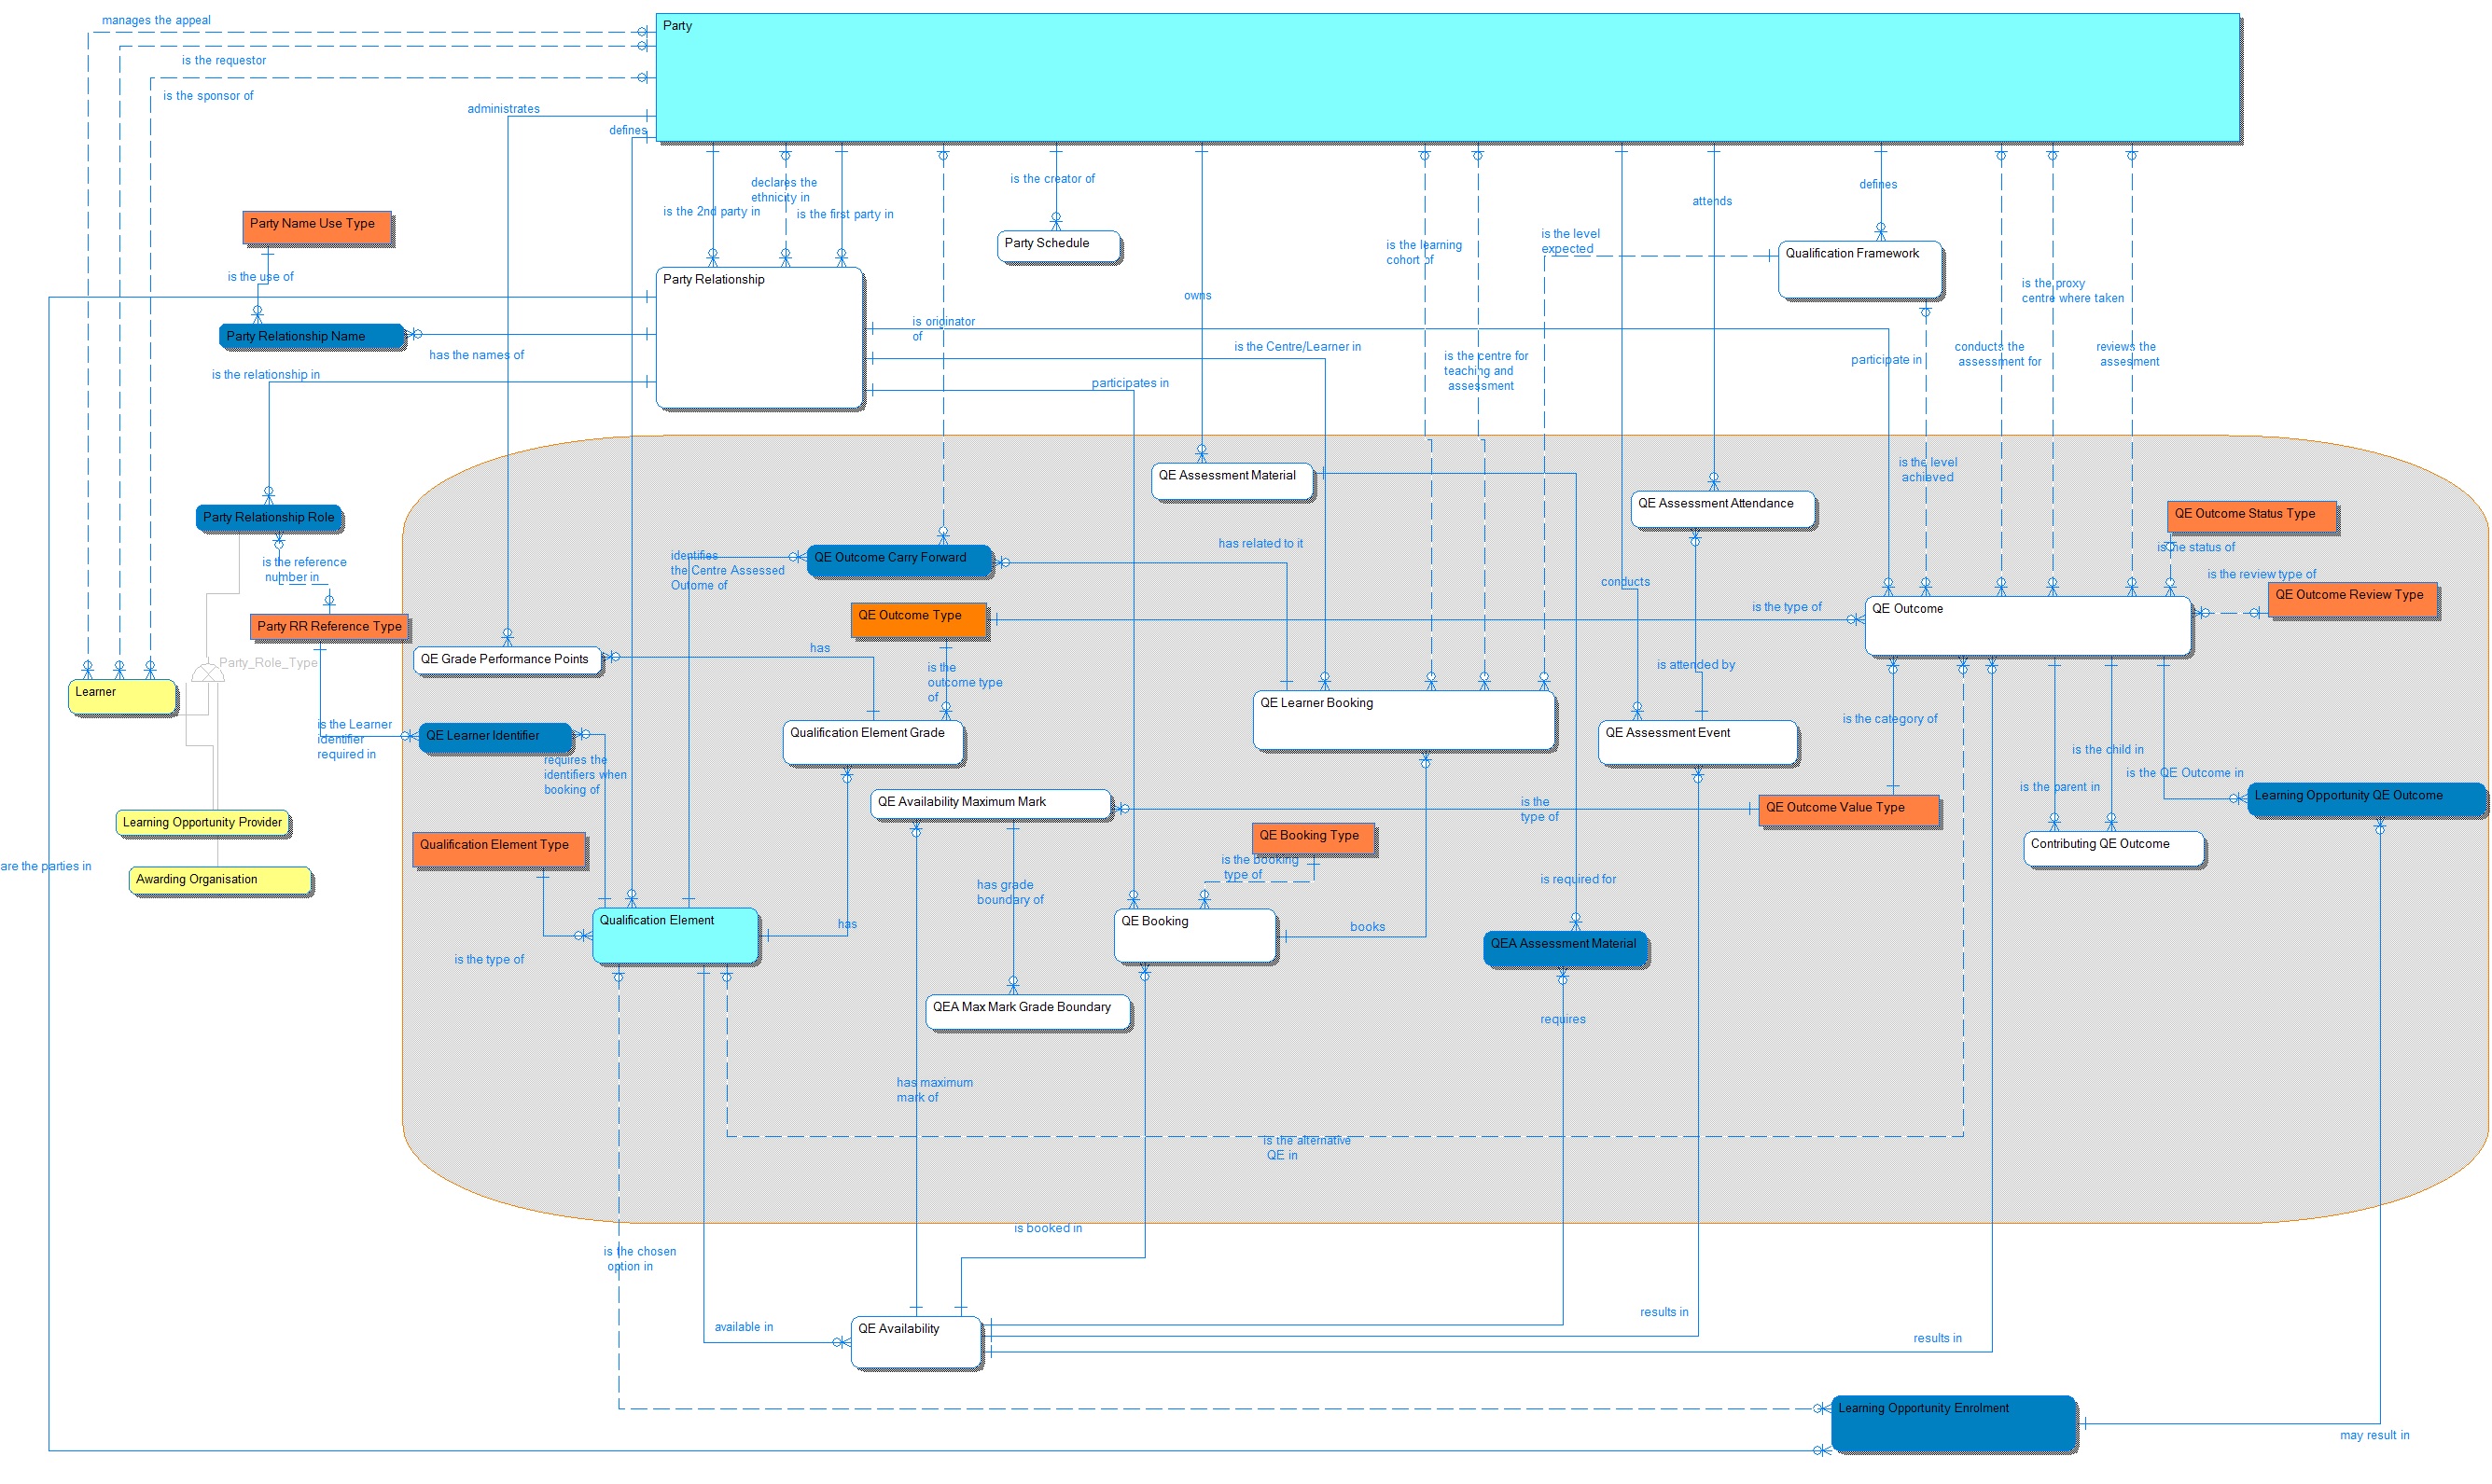 manages the appeal
Party
is the requestor
is the sponsor of
administrates
defines
declares the
ethnicity in
is the 2nd party in
is the first party in
is the creator of
Party Schedule
attends
defines
Party Name Use Type
is the use of
Party Relationship
owns
is the learning
cohort of
is the level
expected
Qualification Framework
is the proxy
centre where taken
Party Relationship Name
has the names of
is originator
of
is the Centre/Learner in
is the centre for
teaching and
assessment
participate in
conducts the
assessment for
reviews the
assessment
is the relationship in
participates in
QE Assessment Material
is the level
achieved
QE Assessment Attendance
Party Relationship Role
QE Outcome Status Type
is the reference
number in
identifies
the Centre Assessed
Outome of
QE Outcome Carry Forward
has related to it
is the status of
conducts
is the review type of
QE Outcome Review Type
Party RR Reference Type
QE Outcome Type
is the type of
QE Outcome
Party_Role_Type
QE Grade Performance Points
has
is the
outcome type
of
is attended by
Learner
QE Learner Booking
is the Learner
identifier
required in
QE Learner Identifier
Qualification Element Grade
QE Assessment Event
is the category of
requires the
identifiers when
booking of
is the child in
is the QE Outcome in
is the parent in
QE Availability Maximum Mark
is the
type of
QE Outcome Value Type
Learning Opportunity QE Outcome
Learning Opportunity Provider
Qualification Element Type
QE Booking Type
is the booking
type of
Contributing QE Outcome
are the parties in
Awarding Organisation
has grade
boundary of
is required for
Qualification Element
has
QE Booking
books
QEA Assessment Material
is the type of
QEA Max Mark Grade Boundary
requires
has maximum
mark of
is the alternative
QE in
is booked in
is the chosen
option in
available in
QE Availability
results in
results in
Learning Opportunity Enrolment
may result in